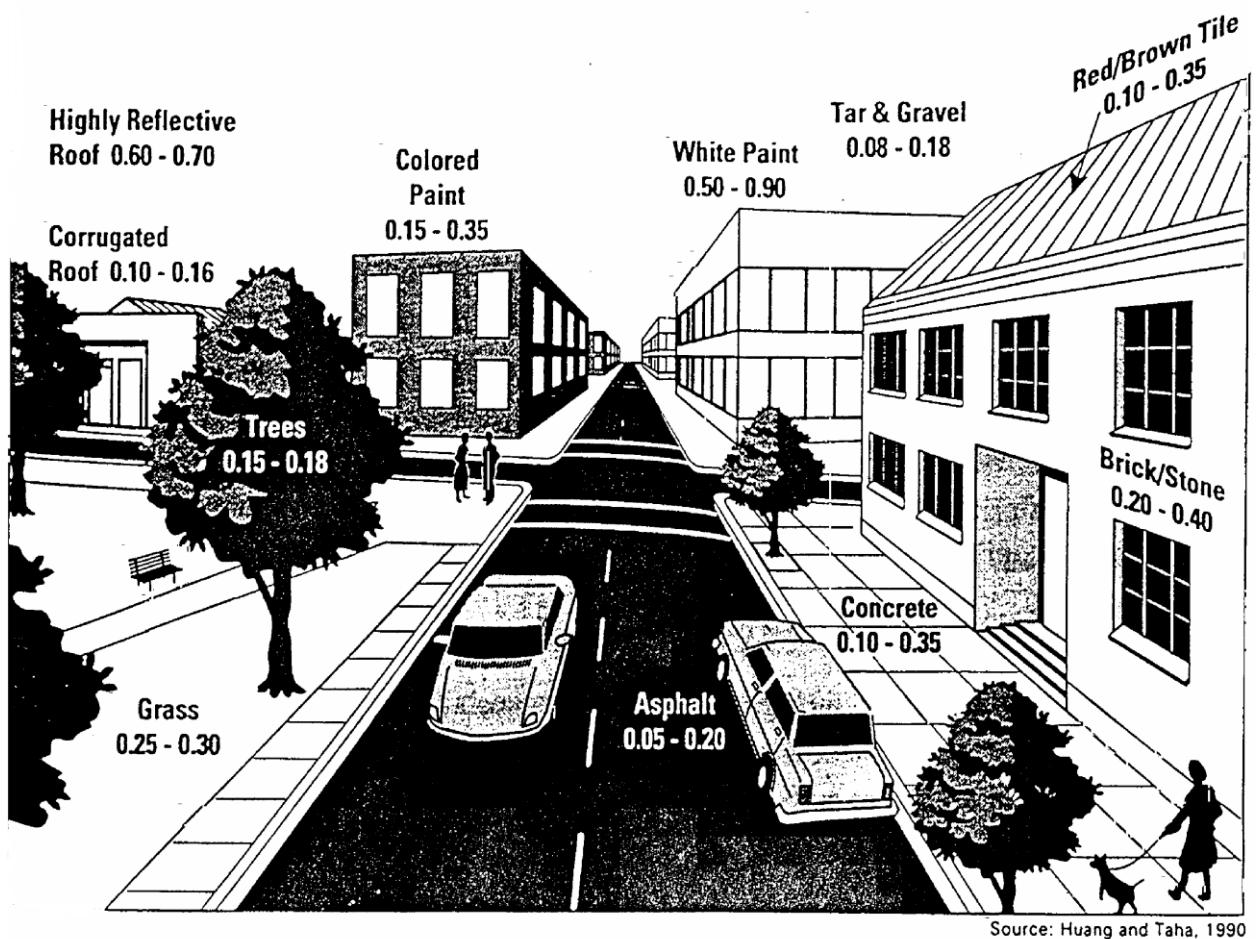 Red/Brown Tile
0.10 - 0.35
Highly Reflective
Roof 0.60 - 0.70
Tar & Gravel
0.08 - 0.18
Colored
Paint
0.15 - 0.35
White Paint
0.50 - 0.90
Corrugated
Roof 0.10 - 0.16
Trees
0.15 - 0.18
Brick/Stone
0.20 - 0.40
Concrete
0.10 - 0.35
Grass
0.25 - 0.30
Asphalt
0.05 - 0.20
Source: Huang and Taha, 1990